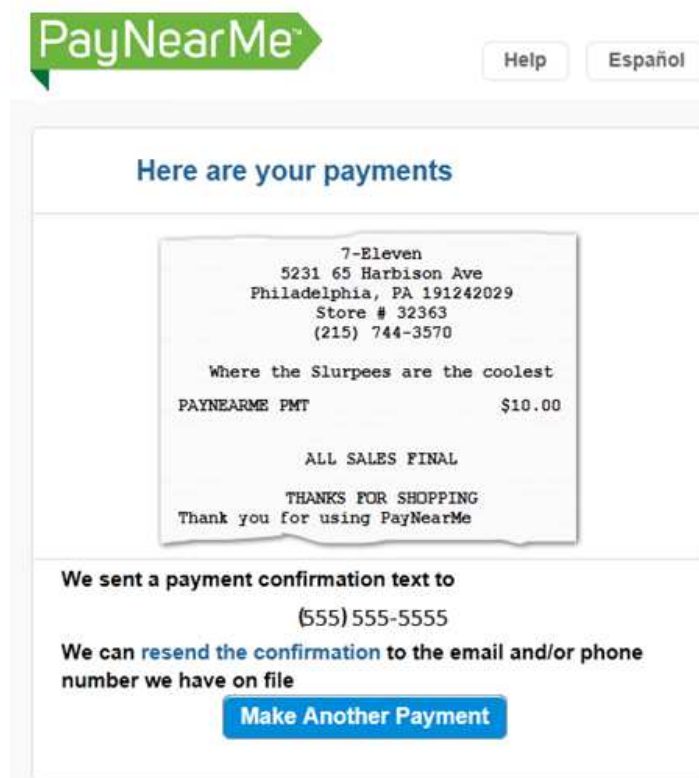 PayNearMe™
Help
Español
Here are your payments
7-Eleven
5231 65 Harbison Ave
Philadelphia, PA 191242029
Store # 32363
(215) 744-3570
Where the Slurpees are the coolest
PAYNEARME PMT $10.00
ALL SALES FINAL
THANKS FOR SHOPPING
Thank you for using PayNearMe
We sent a payment confirmation text to
(555) 555-5555
We can resend the confirmation to the email and/or phone
number we have on file
Make Another Payment